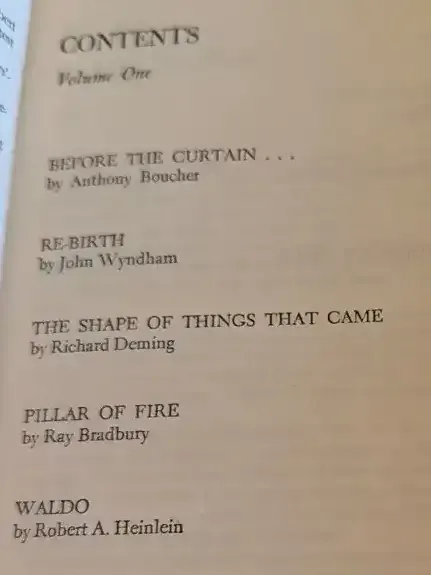 CONTENTS
Volume One
BEFORE THE CURTAIN . . .
by Anthony Boucher
RE-BIRTH
by John Wyndham
THE SHAPE OF THINGS THAT CAME
by Richard Deming
PILLAR OF FIRE
by Ray Bradbury
WALDO
by Robert A. Heinlein